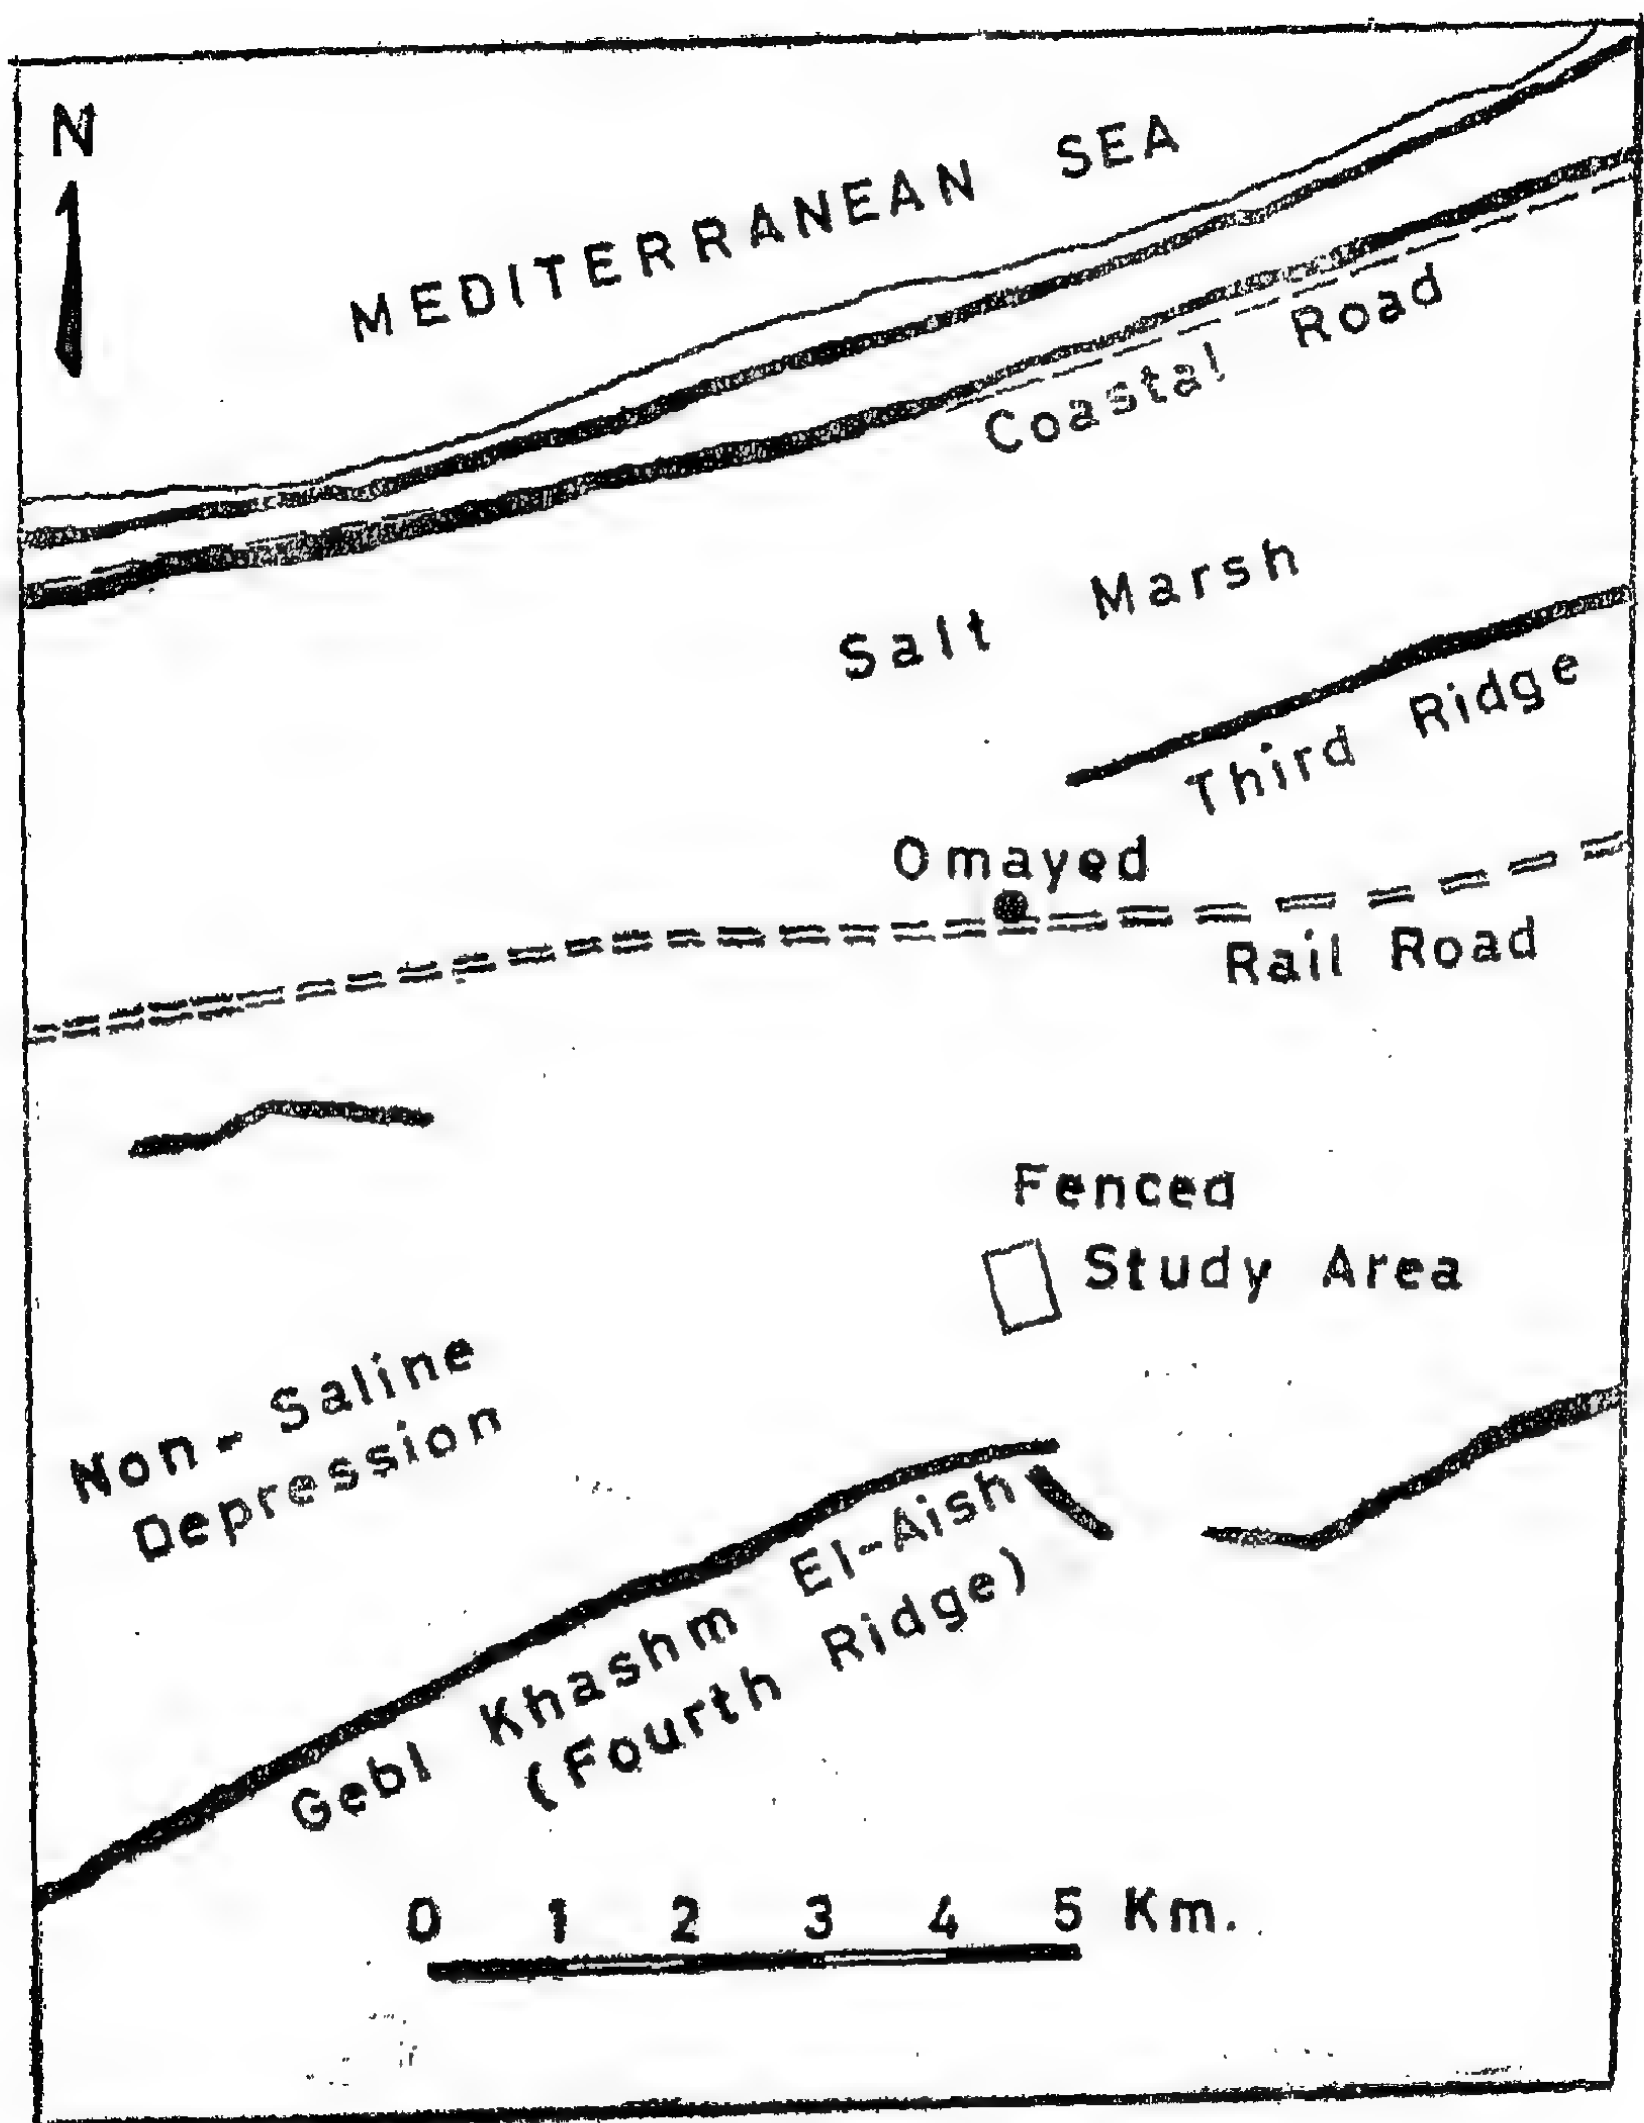 N
MEDITERRANEAN SEA
Coastal Road
Salt Marsh
Third Ridge
Omayed
Rail Road
Fenced
Study Area
Non-Saline
Depression
Gebl Khashm El-Aish
(Fourth Ridge)
0 1 2 3 4 5 Km.